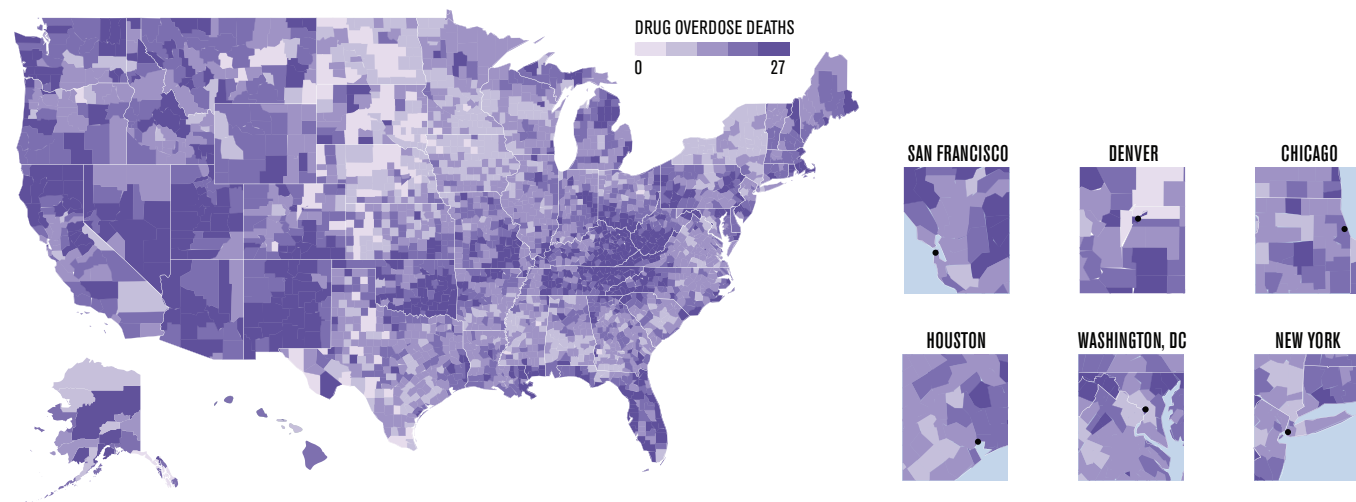 DRUG OVERDOSE DEATHS
0 27
SAN FRANCISCO
DENVER
CHICAGO
HOUSTON
WASHINGTON, DC
NEW YORK